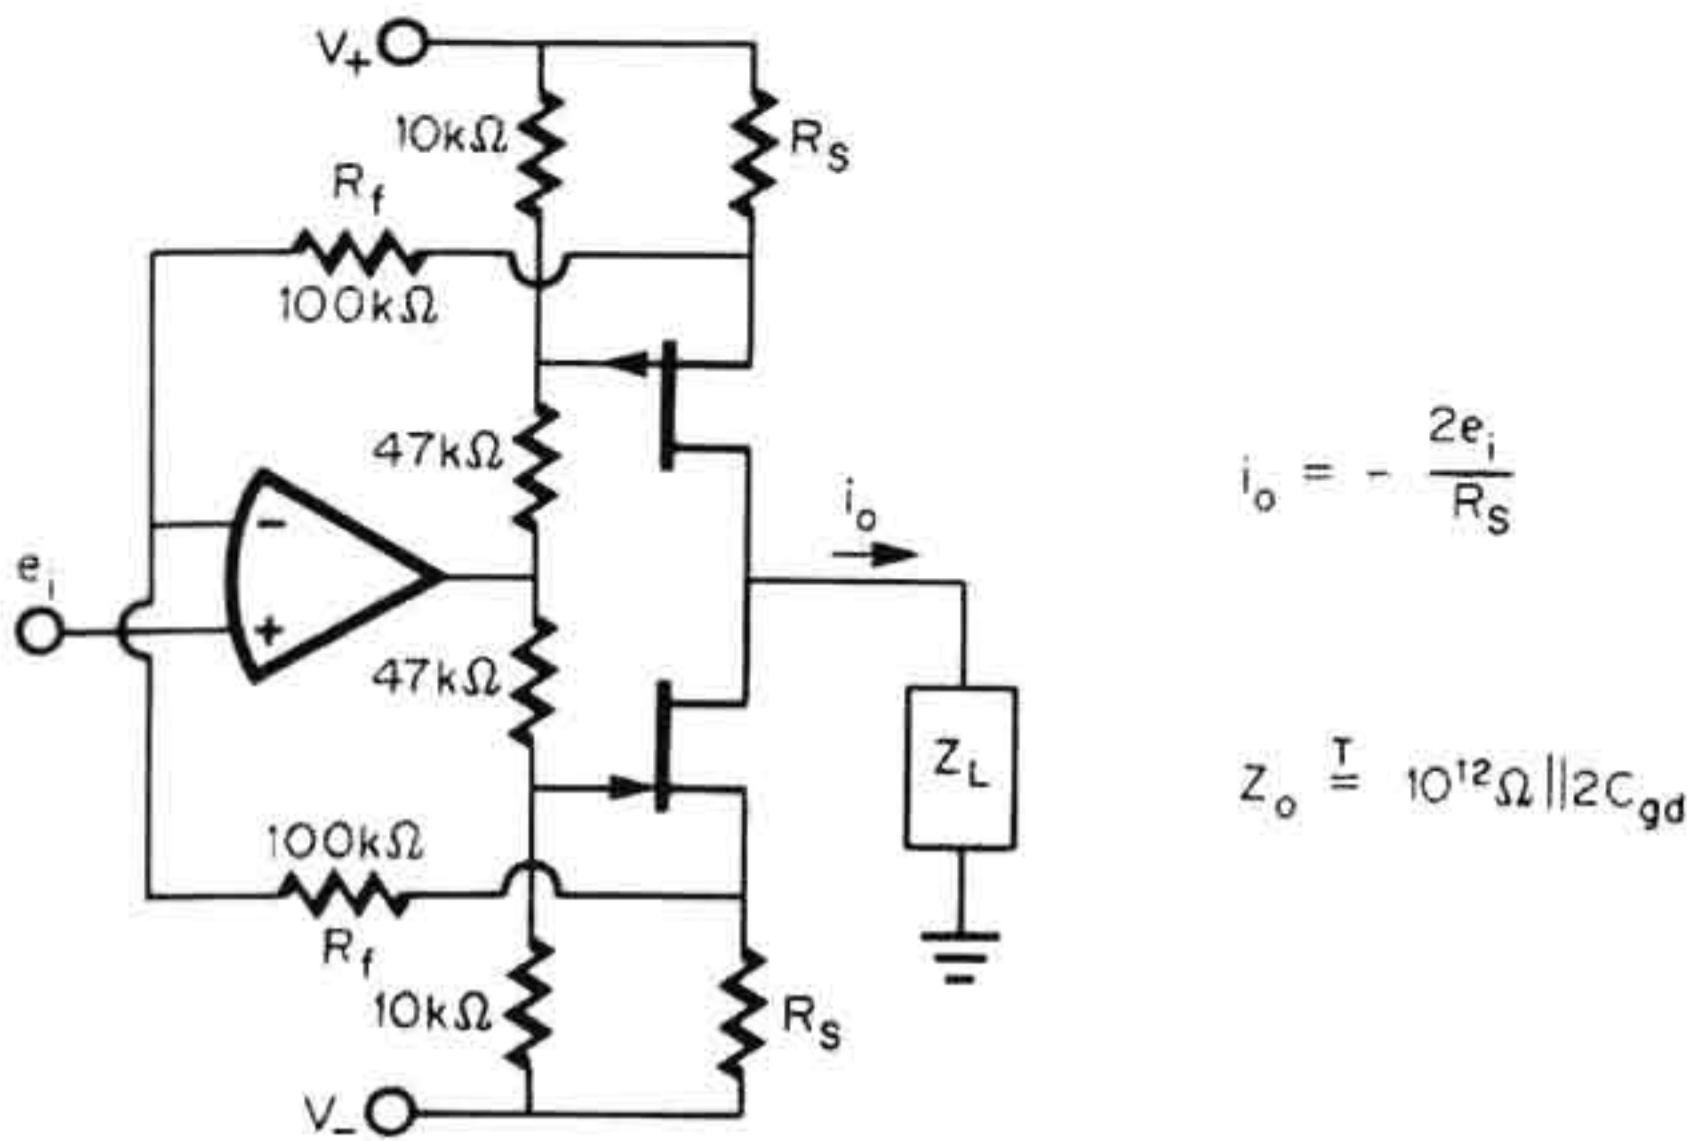 V+
10kΩ
RS
Rf
100kΩ
47kΩ
io
io = - 2ei / RS
ei
-
+
47kΩ
ZL
Zo T= 10¹²Ω||2Cgd
100kΩ
Rf
10kΩ
RS
V-